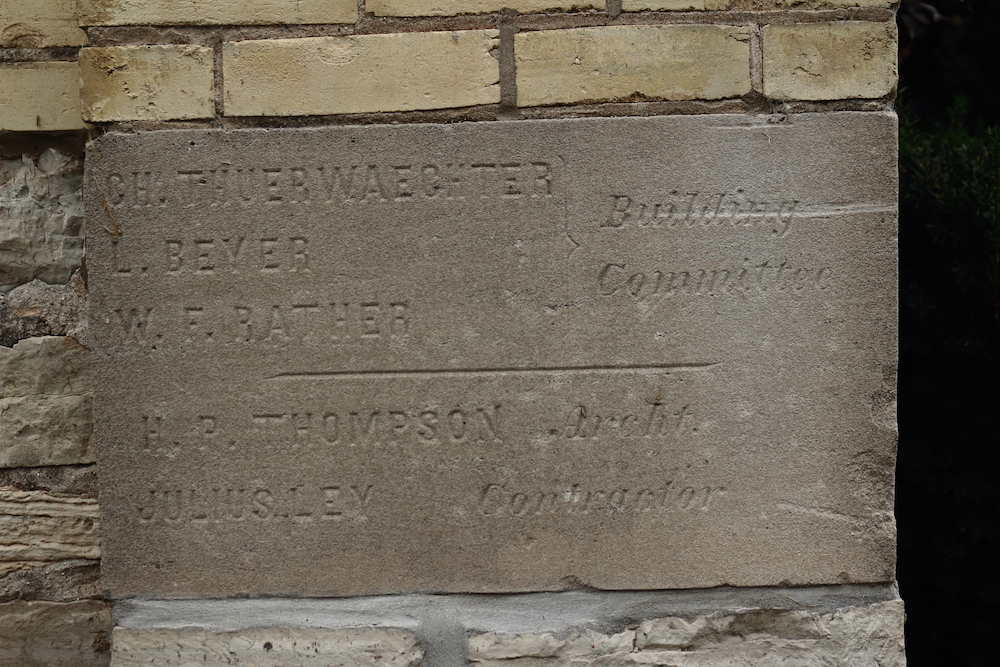 CH. THUERWAECHTER
L. BEYER
W. F. RATHER
Building
Committee
H. P. THOMPSON Archt.
JULIUS. LEY Contractor